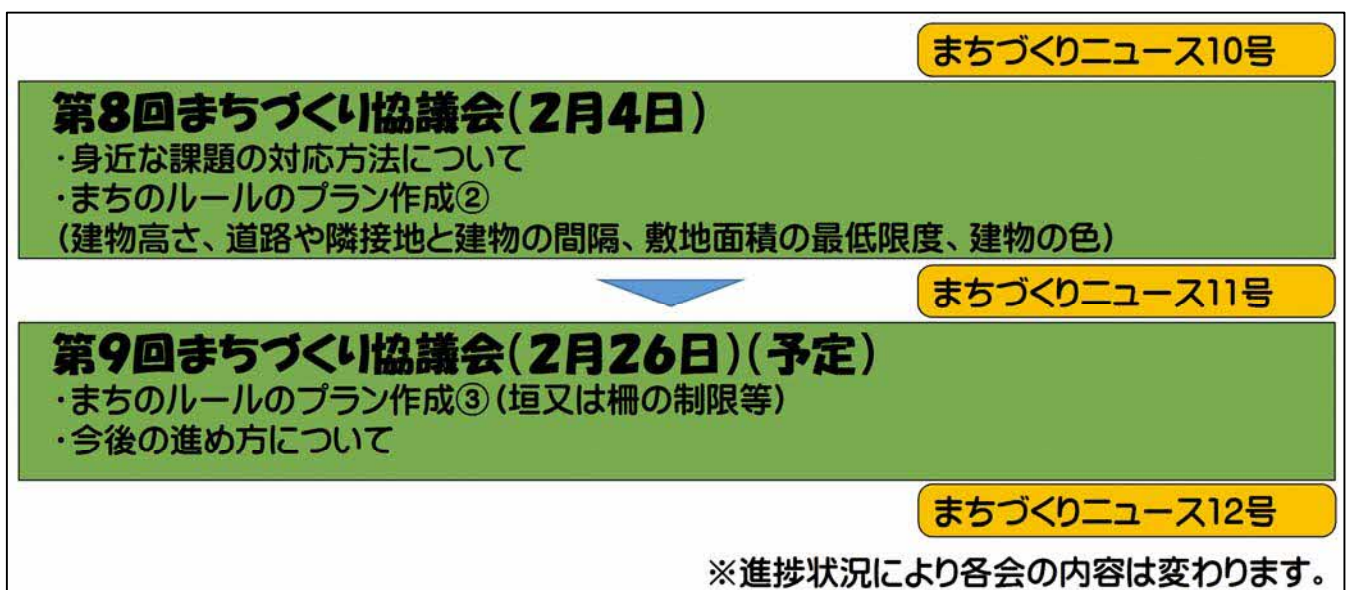 まちづくりニュース10号
第8回まちづくり協議会(2月4日)
・身近な課題の対応方法について
・まちのルールのプラン作成②
(建物高さ、道路や隣接地と建物の間隔、敷地面積の最低限度、建物の色)
まちづくりニュース11号
第9回まちづくり協議会(2月26日)(予定)
・まちのルールのプラン作成③(垣又は柵の制限等)
・今後の進め方について
まちづくりニュース12号
※進捗状況により各会の内容は変わります。